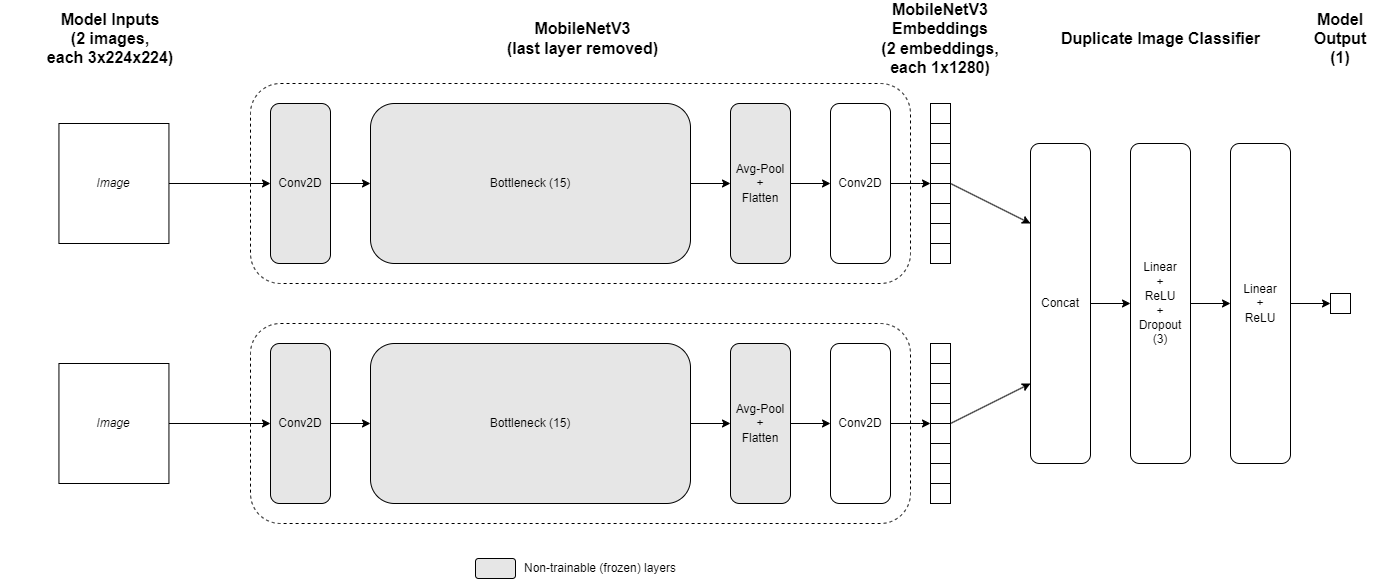 Model Inputs
(2 images,
each 3x224x224)
MobileNetV3
(last layer removed)
MobileNetV3
Embeddings
(2 embeddings,
each 1x1280)
Duplicate Image Classifier
Model
Output
(1)
Image
Conv2D
Bottleneck (15)
Avg-Pool
+
Flatten
Conv2D
Image
Conv2D
Bottleneck (15)
Avg-Pool
+
Flatten
Conv2D
Concat
Linear
+
ReLU
+
Dropout
(3)
Linear
+
ReLU
Non-trainable (frozen) layers